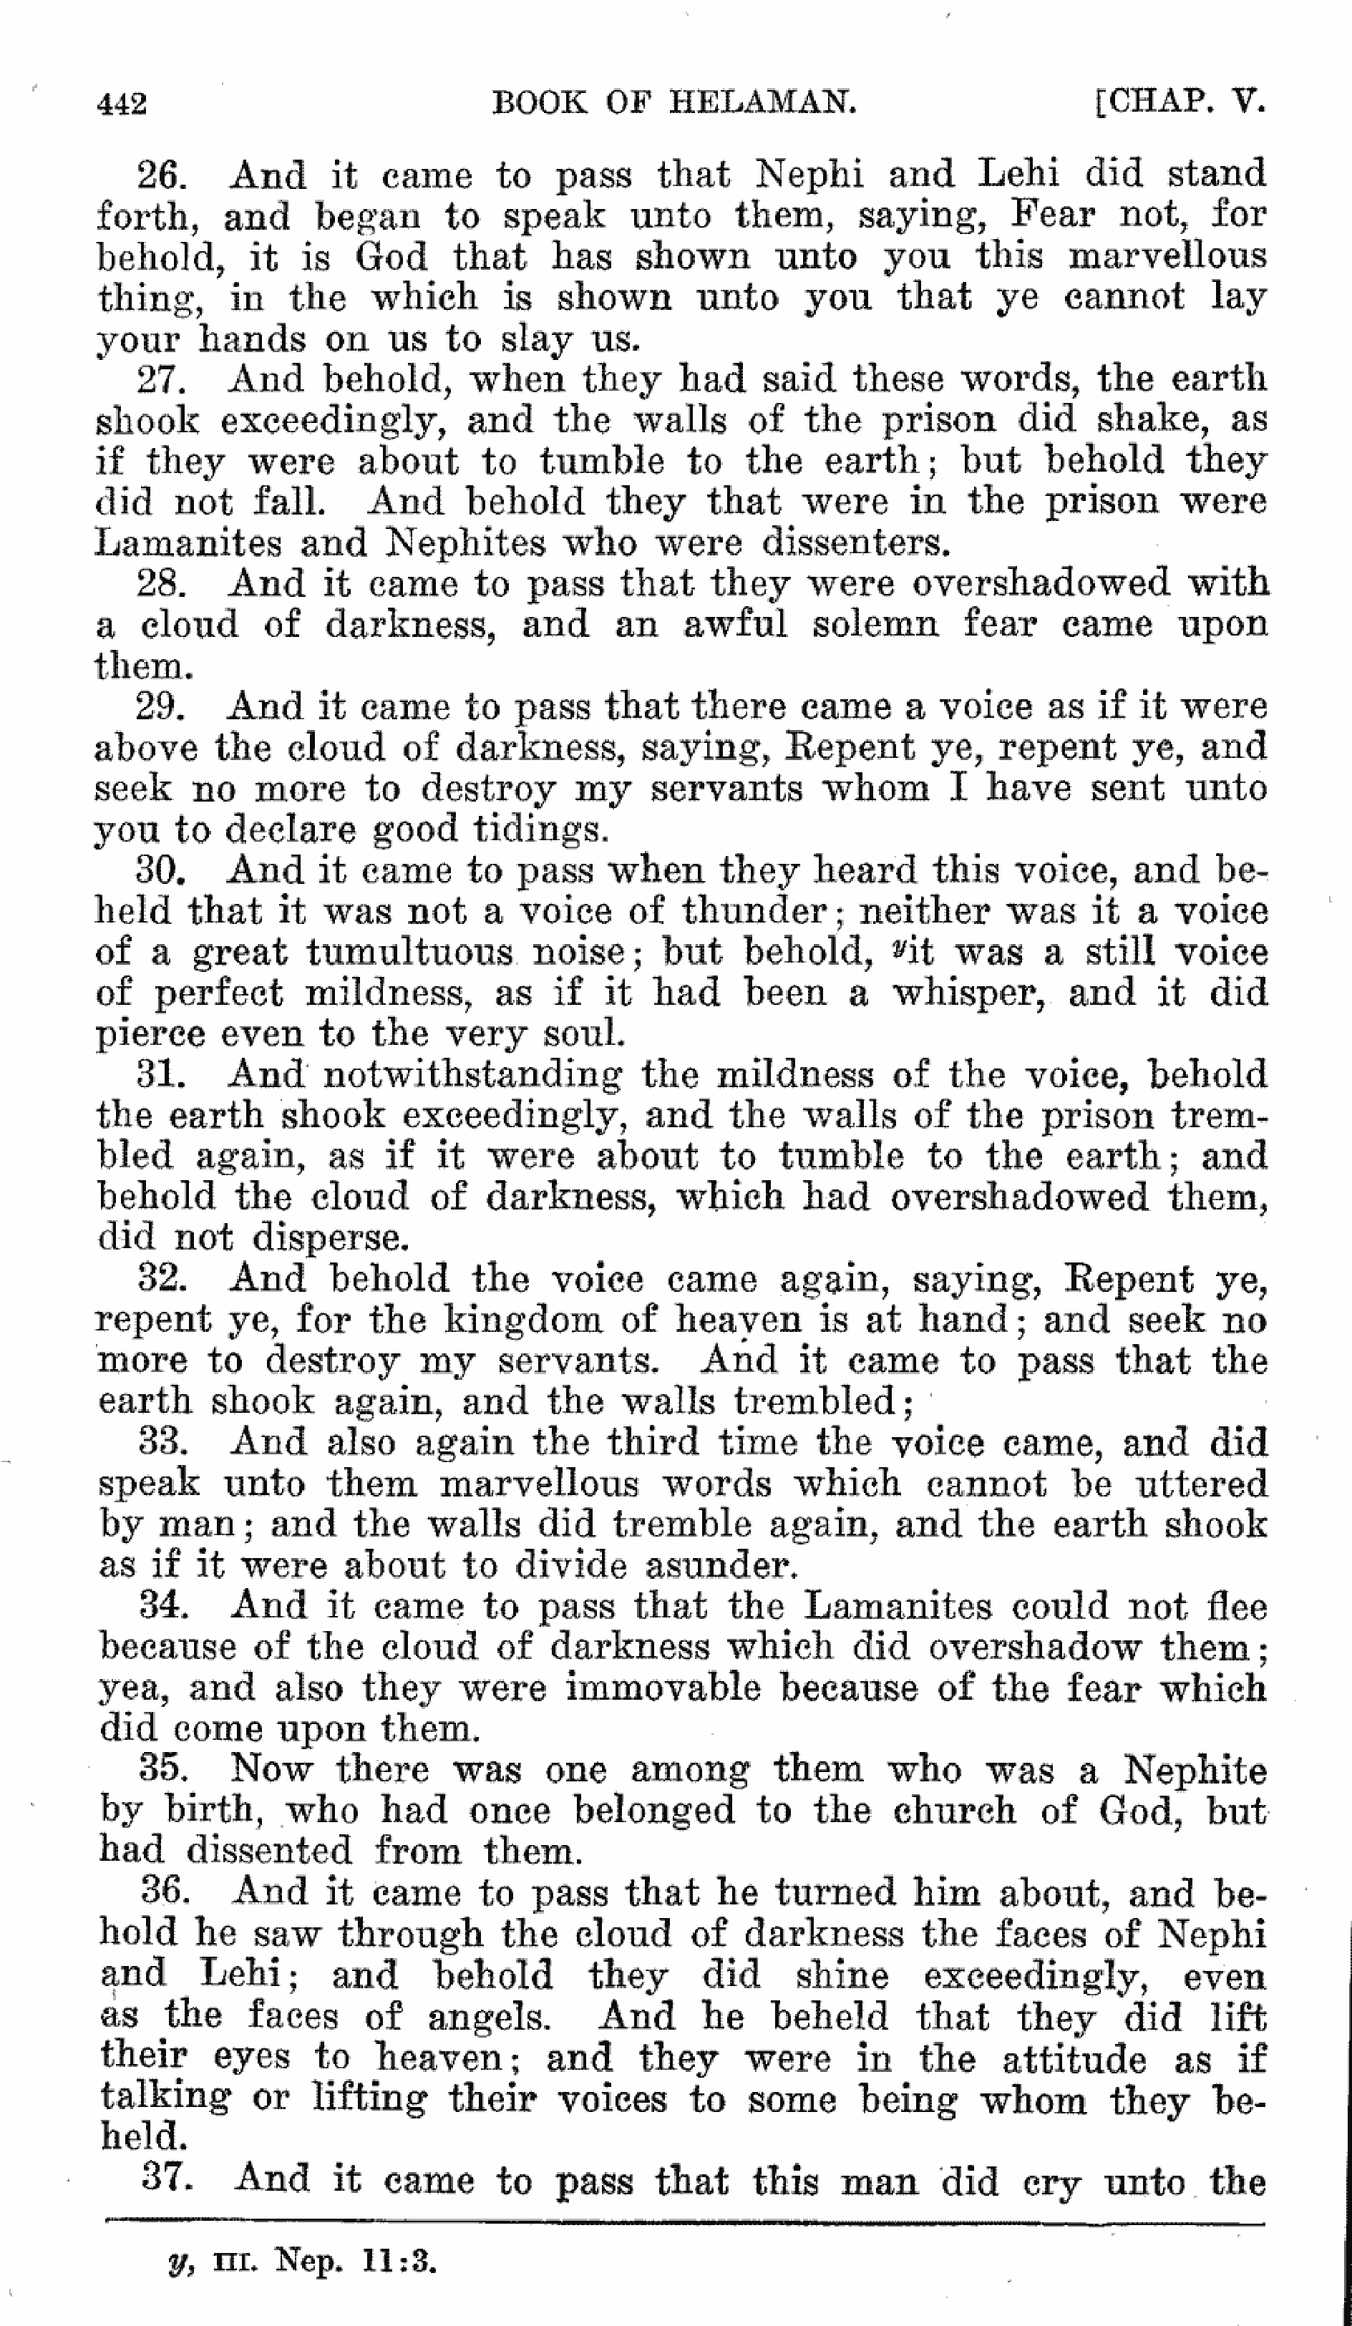 442 BOOK OF HELAMAN. [CHAP. V.
26. And it came to pass that Nephi and Lehi did stand
forth, and began to speak unto them, saying, Fear not, for
behold, it is God that has shown unto you this marvellous
thing, in the which is shown unto you that ye cannot lay
your hands on us to slay us.
27. And behold, when they had said these words, the earth
shook exceedingly, and the walls of the prison did shake, as
if they were about to tumble to the earth; but behold they
did not fall. And behold they that were in the prison were
Lamanites and Nephites who were dissenters.
28. And it came to pass that they were overshadowed with
a cloud of darkness, and an awful solemn fear came upon
them.
29. And it came to pass that there came a voice as if it were
above the cloud of darkness, saying, Repent ye, repent ye, and
seek no more to destroy my servants whom I have sent unto
you to declare good tidings.
30. And it came to pass when they heard this voice, and be-
held that it was not a voice of thunder; neither was it a voice
of a great tumultuous noise; but behold, yit was a still voice
of perfect mildness, as if it had been a whisper, and it did
pierce even to the very soul.
31. And notwithstanding the mildness of the voice, behold
the earth shook exceedingly, and the walls of the prison trem-
bled again, as if it were about to tumble to the earth; and
behold the cloud of darkness, which had overshadowed them,
did not disperse.
32. And behold the voice came again, saying, Repent ye,
repent ye, for the kingdom of heaven is at hand; and seek no
more to destroy my servants. And it came to pass that the
earth shook again, and the walls trembled;
33. And also again the third time the voice came, and did
speak unto them marvellous words which cannot be uttered
by man; and the walls did tremble again, and the earth shook
as if it were about to divide asunder.
34. And it came to pass that the Lamanites could not flee
because of the cloud of darkness which did overshadow them;
yea, and also they were immovable because of the fear which
did come upon them.
35. Now there was one among them who was a Nephite
by birth, who had once belonged to the church of God, but
had dissented from them.
36. And it came to pass that he turned him about, and be-
hold he saw through the cloud of darkness the faces of Nephi
and Lehi; and behold they did shine exceedingly, even
as the faces of angels. And he beheld that they did lift
their eyes to heaven; and they were in the attitude as if
talking or lifting their voices to some being whom they be-
held.
37. And it came to pass that this man did cry unto the
y, III. Nep. 11:3.